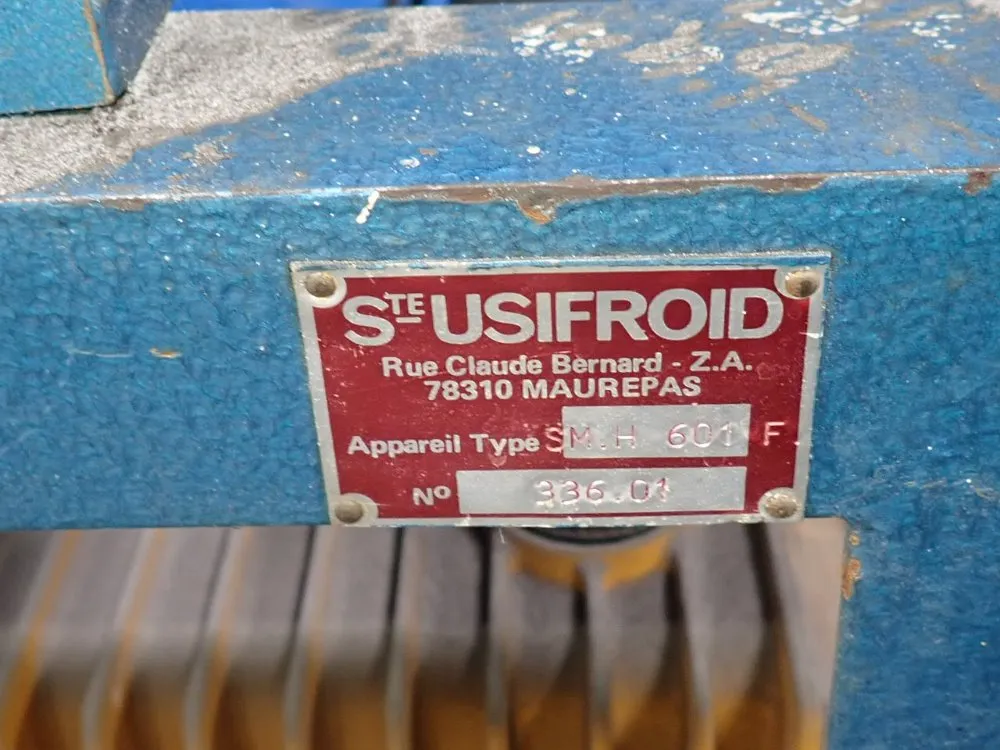 STE USIFROID
Rue Claude Bernard - Z.A.
78310 MAUREPAS
Appareil Type SM.H 601 F
No 336.01